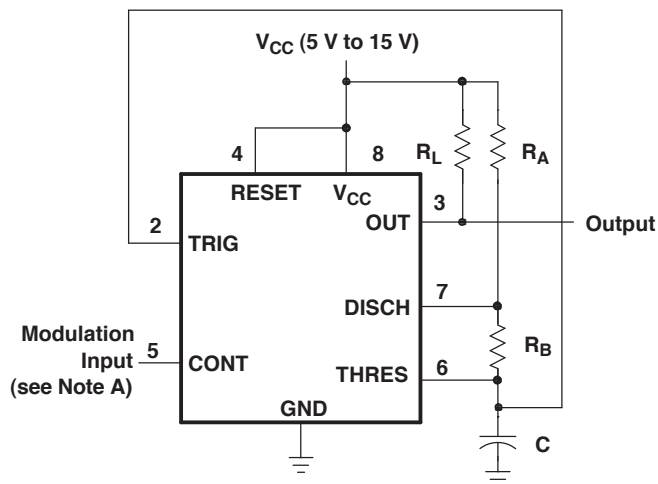 VCC (5 V to 15 V)
4
8
RL
RA
RESET
VCC
3
2
OUT
Output
TRIG
7
DISCH
Modulation
Input
(see Note A)
5
CONT
RB
6
THRES
GND
C